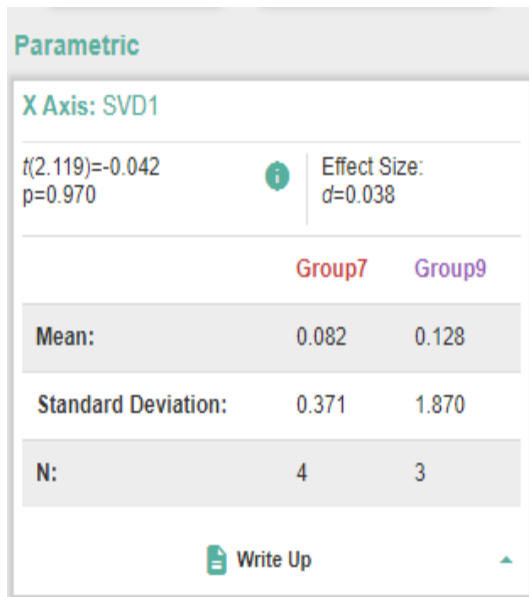 Parametric
X Axis: SVD1
t(2.119)=-0.042
p=0.970
Effect Size:
d=0.038
Group7 Group9
Mean: 0.082 0.128
Standard Deviation: 0.371 1.870
N: 4 3
Write Up